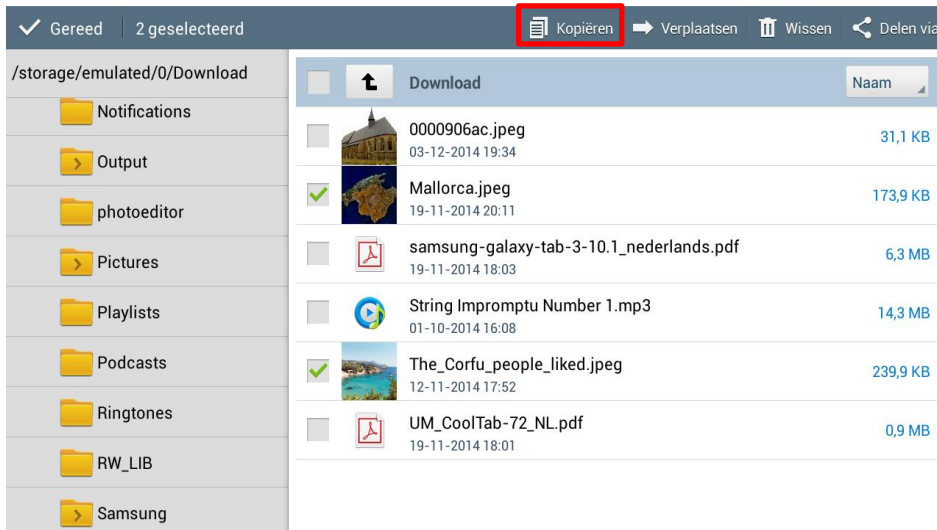 Gereed
2 geselecteerd
Kopiëren
Verplaatsen
Wissen
Delen via
/storage/emulated/0/Download
Notifications
Output
photoeditor
Pictures
Playlists
Podcasts
Ringtones
RW_LIB
Samsung
Download
Naam
0000906ac.jpeg
31,1 KB
03-12-2014 19:34
Mallorca.jpeg
173,9 KB
19-11-2014 20:11
samsung-galaxy-tab-3-10.1_nederlands.pdf
6,3 MB
19-11-2014 18:03
String Impromptu Number 1.mp3
14,3 MB
01-10-2014 16:08
The_Corfu_people_liked.jpeg
239,9 KB
12-11-2014 17:52
UM_CoolTab-72_NL.pdf
0,9 MB
19-11-2014 18:01